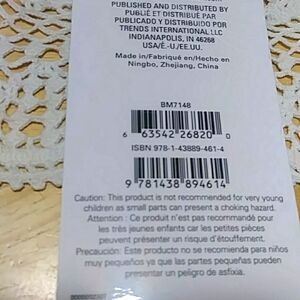 PUBLISHED AND DISTRIBUTED BY
PUBLIÉ ET DISTRIBUÉ PAR
PUBLICADO Y DISTRIBUIDO POR
TRENDS INTERNATIONAL LLC
INDIANAPOLIS, IN 46268
USA/É.-U./EE.UU.
Made in/Fabriqué en/Hecho en
Ningbo, Zhejiang, China
BM7148
6 63542 26820 0
ISBN 978-1-43889-461-4
9 781438 894614
Caution: This product is not recommended for very young
children as small parts can present a choking hazard.
Attention : Ce produit n'est pas recommandé pour
les très jeunes enfants car les petites pièces
peuvent présenter un risque d'étouffement.
Precaución: Este producto no se recomienda para niños
muy pequeños ya que las partes pequeñas pueden
presentar un peligro de asfixia.